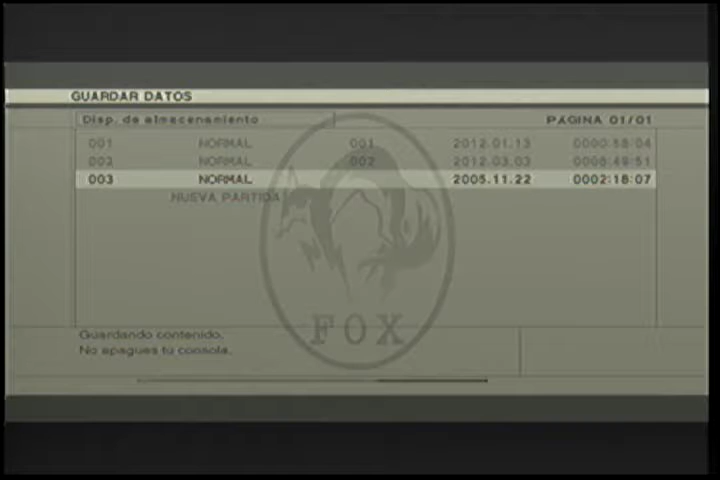 GUARDAR DATOS
Disp. de almacenamiento PÁGINA 01/01
001 NORMAL 001 2012.01.13 0000:58:04
002 NORMAL 002 2012.03.03 0006:49:51
003 NORMAL 2005.11.22 0002:18:07
NUEVA PARTIDA
FOX
Guardando contenido.
No apagues tu consola.